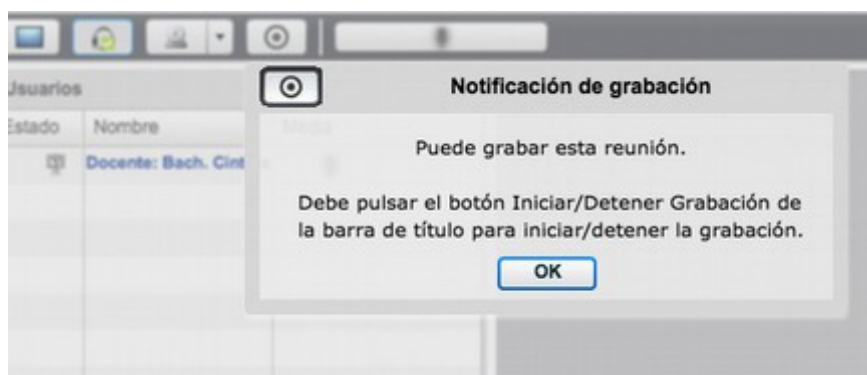 Usuarios
Estado Nombre Media
Docente: Bach. Cint
Notificación de grabación
Puede grabar esta reunión.
Debe pulsar el botón Iniciar/Detener Grabación de
la barra de título para iniciar/detener la grabación.
OK